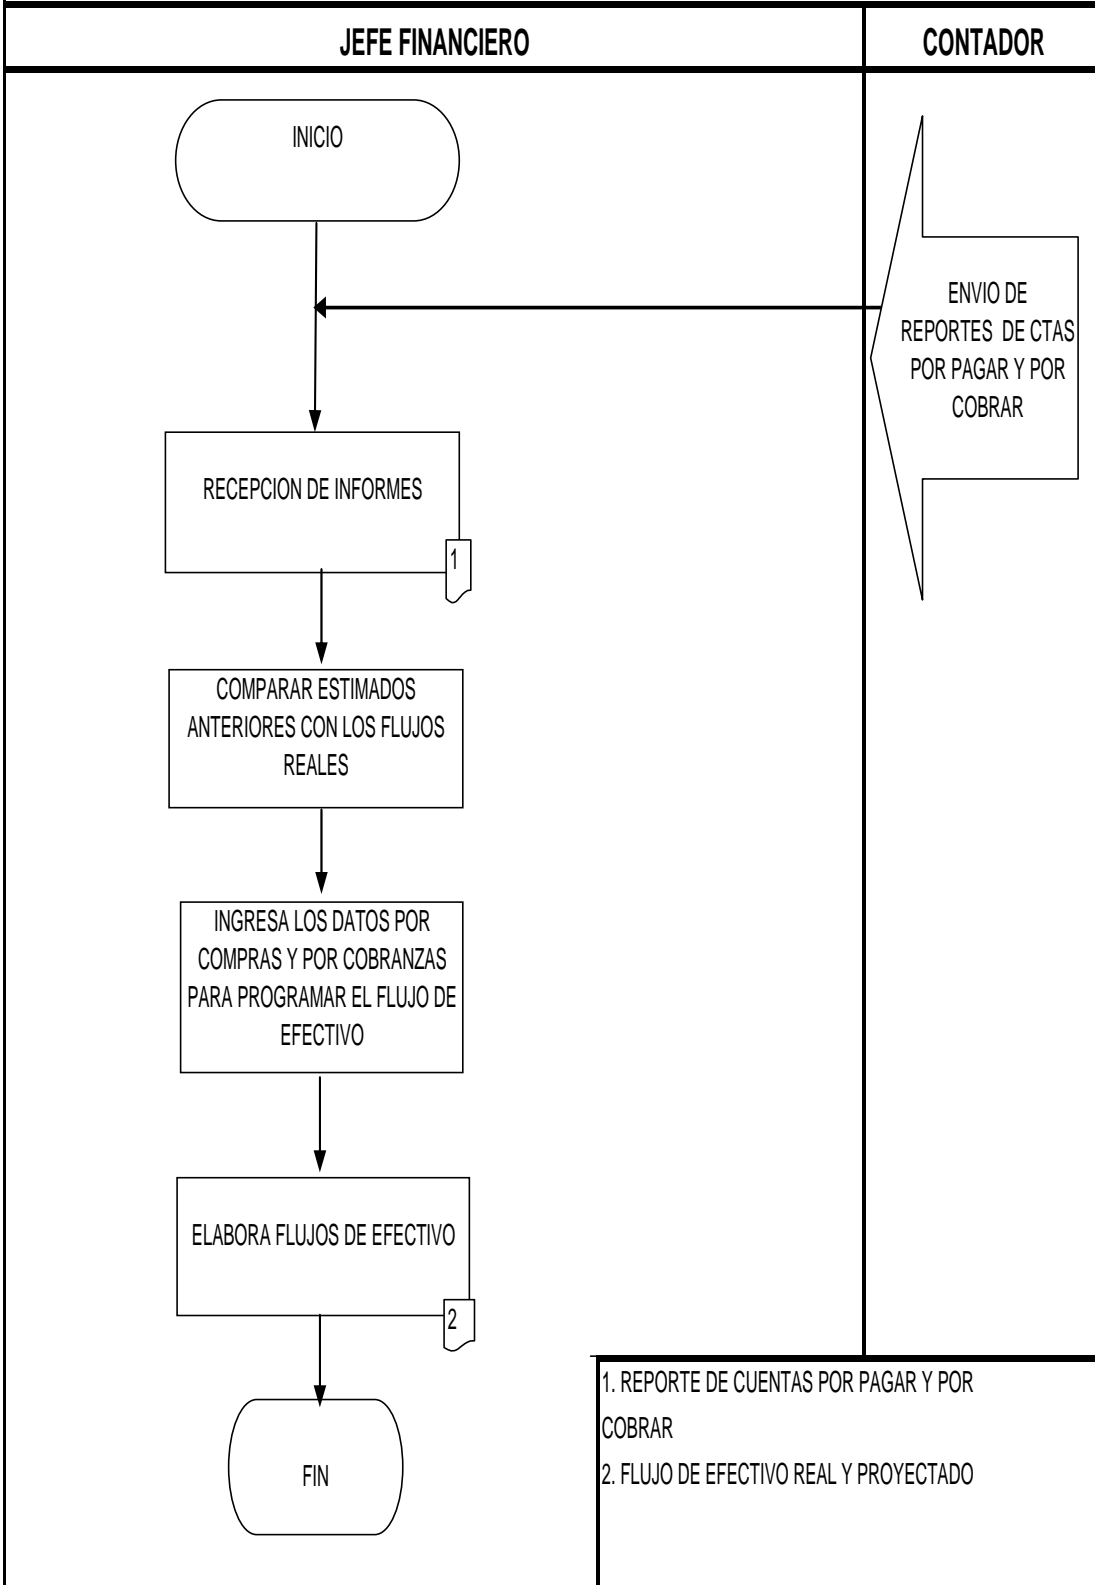 JEFE FINANCIERO
CONTADOR
INICIO
ENVIO DE
REPORTES DE CTAS
POR PAGAR Y POR
COBRAR
RECEPCION DE INFORMES
1
COMPARAR ESTIMADOS
ANTERIORES CON LOS FLUJOS
REALES
INGRESA LOS DATOS POR
COMPRAS Y POR COBRANZAS
PARA PROGRAMAR EL FLUJO DE
EFECTIVO
ELABORA FLUJOS DE EFECTIVO
2
FIN
1. REPORTE DE CUENTAS POR PAGAR Y POR
COBRAR
2. FLUJO DE EFECTIVO REAL Y PROYECTADO